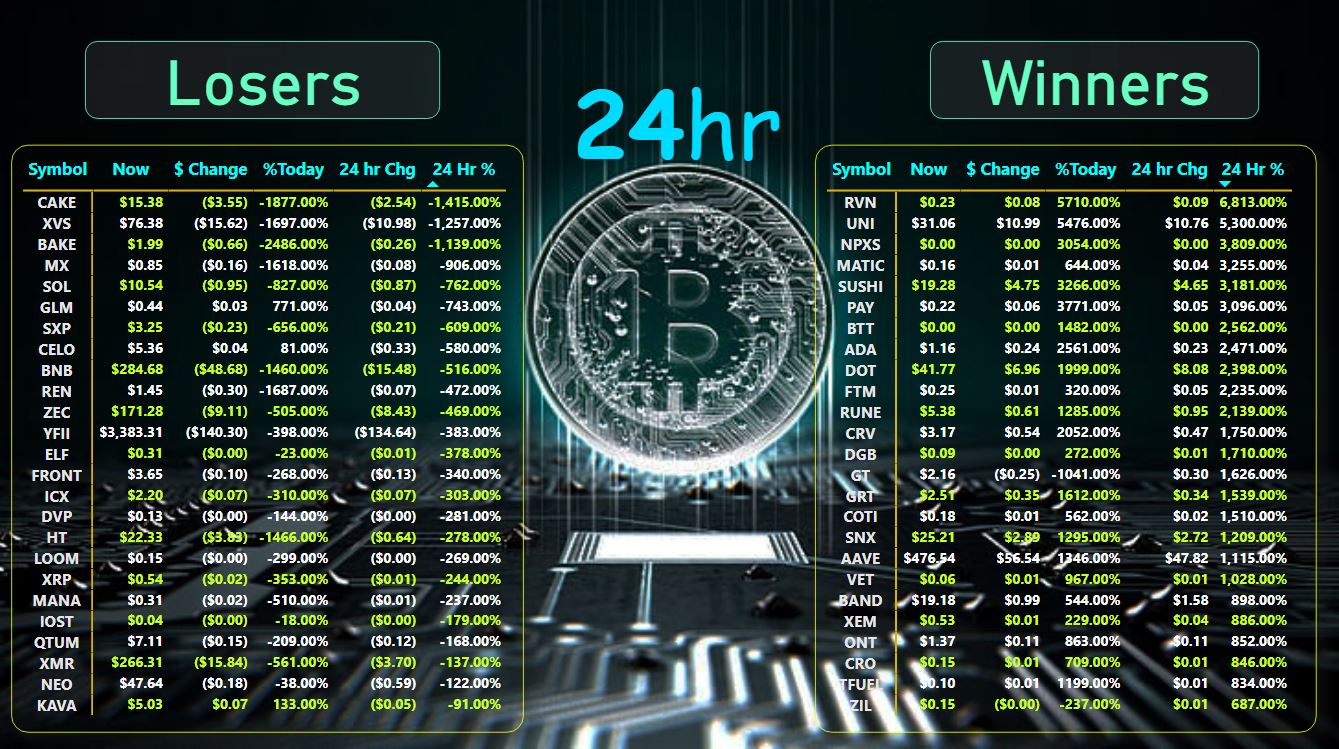 Losers
Symbol Now $ Change %Today 24 hr Chg 24 Hr %
CAKE $15.38 ($3.55) -1877.00% ($2.54) -1,415.00%
XVS $76.38 ($15.62) -1697.00% ($10.98) -1,257.00%
BAKE $1.99 ($0.66) -2486.00% ($0.26) -1,139.00%
MX $0.85 ($0.16) -1618.00% ($0.08) -906.00%
SOL $10.54 ($0.95) -827.00% ($0.87) -762.00%
GLM $0.44 $0.03 771.00% ($0.04) -743.00%
SXP $3.25 ($0.23) -656.00% ($0.21) -609.00%
CELO $5.36 $0.04 81.00% ($0.33) -580.00%
BNB $284.68 ($48.68) -1460.00% ($15.48) -516.00%
REN $1.45 ($0.30) -1687.00% ($0.07) -472.00%
ZEC $171.28 ($9.11) -505.00% ($8.43) -469.00%
YFII $3,383.31 ($140.30) -398.00% ($134.64) -383.00%
ELF $0.31 ($0.00) -23.00% ($0.01) -378.00%
FRONT $3.65 ($0.10) -268.00% ($0.13) -340.00%
ICX $2.20 ($0.07) -310.00% ($0.07) -303.00%
DVP $0.13 ($0.00) -144.00% ($0.00) -281.00%
HT $22.33 ($3.83) -1466.00% ($0.64) -278.00%
LOOM $0.15 ($0.00) -299.00% ($0.00) -269.00%
XRP $0.54 ($0.02) -353.00% ($0.01) -244.00%
MANA $0.31 ($0.02) -510.00% ($0.01) -237.00%
IOST $0.04 ($0.00) -18.00% ($0.00) -179.00%
QTUM $7.11 ($0.15) -209.00% ($0.12) -168.00%
XMR $266.31 ($15.84) -561.00% ($3.70) -137.00%
NEO $47.64 ($0.18) -38.00% ($0.59) -122.00%
KAVA $5.03 $0.07 133.00% ($0.05) -91.00%
24hr
B
Winners
Symbol Now $ Change %Today 24 hr Chg 24 Hr %
RVN $0.23 $0.08 5710.00% $0.09 6,813.00%
UNI $31.06 $10.99 5476.00% $10.76 5,300.00%
NPXS $0.00 $0.00 3054.00% $0.00 3,809.00%
MATIC $0.16 $0.01 644.00% $0.04 3,255.00%
SUSHI $19.28 $4.75 3266.00% $4.65 3,181.00%
PAY $0.22 $0.06 3771.00% $0.05 3,096.00%
BTT $0.00 $0.00 1482.00% $0.00 2,562.00%
ADA $1.16 $0.24 2561.00% $0.23 2,471.00%
DOT $41.77 $6.96 1999.00% $8.08 2,398.00%
FTM $0.25 $0.01 320.00% $0.05 2,235.00%
RUNE $5.38 $0.61 1285.00% $0.95 2,139.00%
CRV $3.17 $0.54 2052.00% $0.47 1,750.00%
DGB $0.09 $0.00 272.00% $0.01 1,710.00%
GT $2.16 ($0.25) -1041.00% $0.30 1,626.00%
GRT $2.51 $0.35 1612.00% $0.34 1,539.00%
COTI $0.18 $0.01 562.00% $0.02 1,510.00%
SNX $25.21 $2.89 1295.00% $2.72 1,209.00%
AAVE $476.54 $56.54 1346.00% $47.82 1,115.00%
VET $0.06 $0.01 967.00% $0.01 1,028.00%
BAND $19.18 $0.99 544.00% $1.58 898.00%
XEM $0.53 $0.01 229.00% $0.04 886.00%
ONT $1.37 $0.11 863.00% $0.11 852.00%
CRO $0.15 $0.01 709.00% $0.01 846.00%
TFUEL $0.10 $0.01 1199.00% $0.01 834.00%
ZIL $0.15 ($0.00) -237.00% $0.01 687.00%